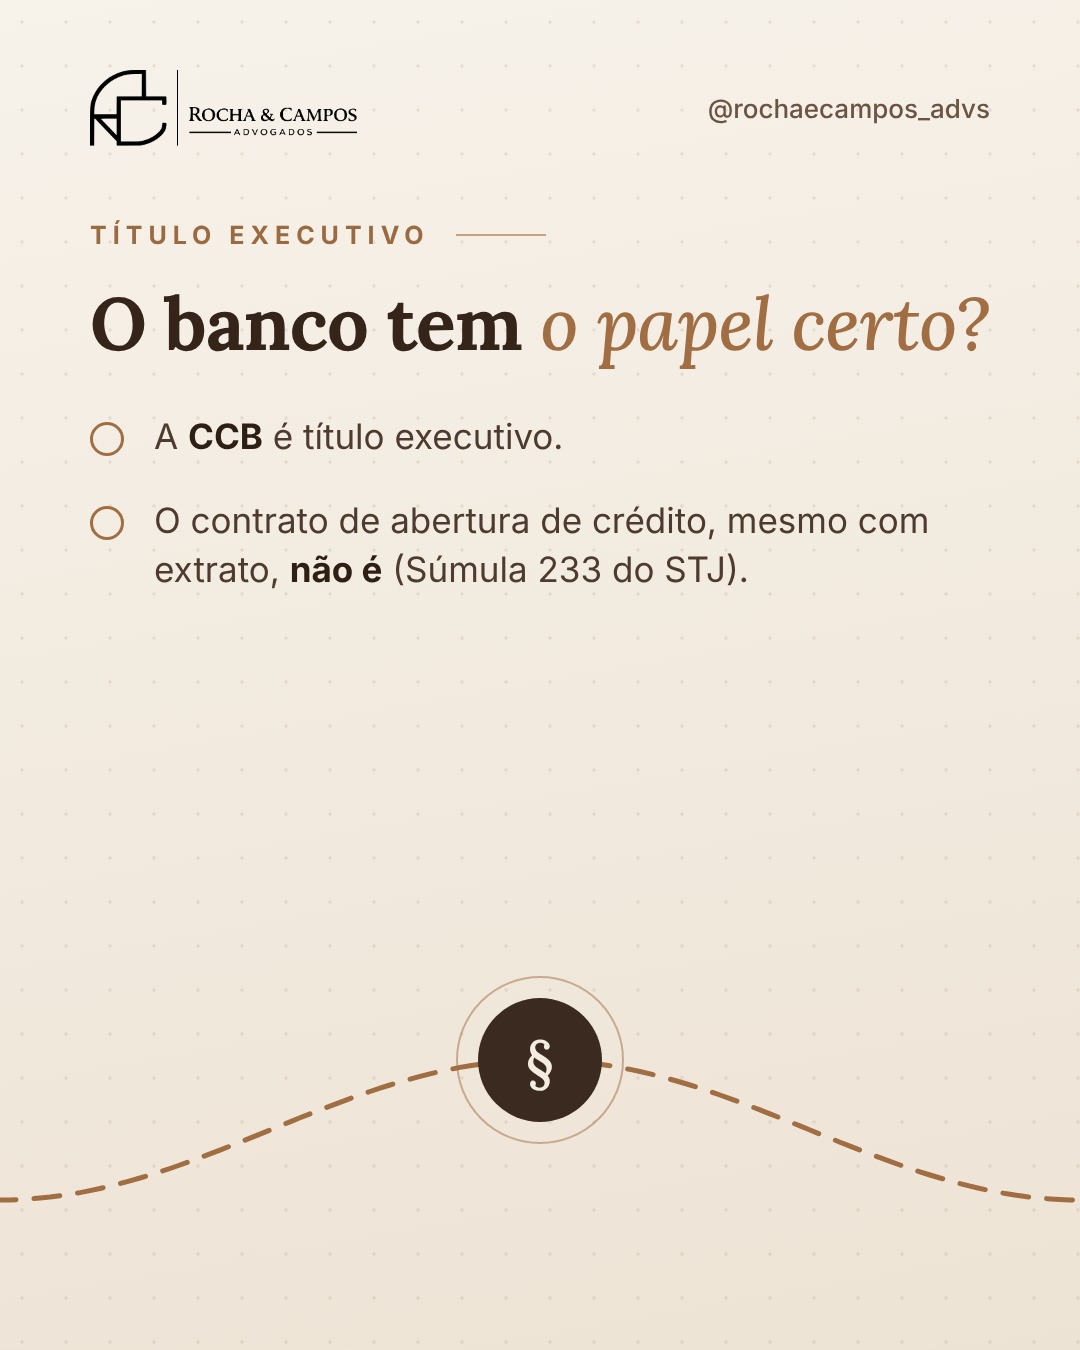 ROCHA & CAMPOS
ADVOGADOS
@rochaecampos_advs
TÍTULO EXECUTIVO
O banco tem o papel certo?
A CCB é título executivo.
O contrato de abertura de crédito, mesmo com
extrato, não é (Súmula 233 do STJ).
§